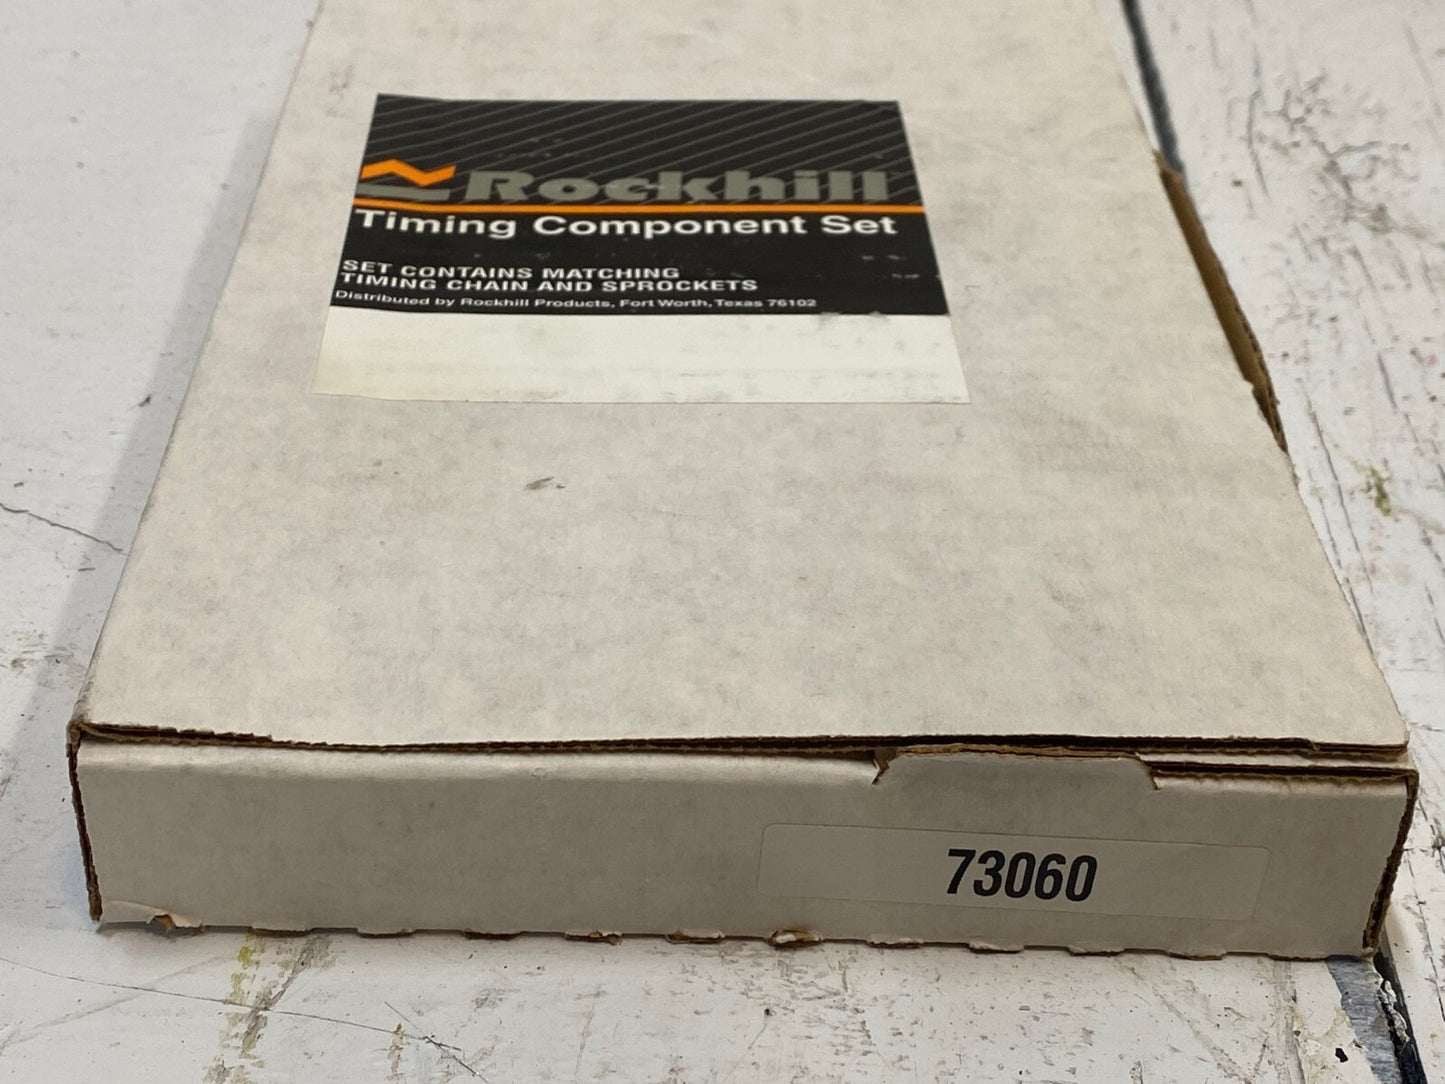 Rockhill
Timing Component Set
SET CONTAINS MATCHING
TIMING CHAIN AND SPROCKETS
Distributed by Rockhill Products, Fort Worth, Texas 76102
73060